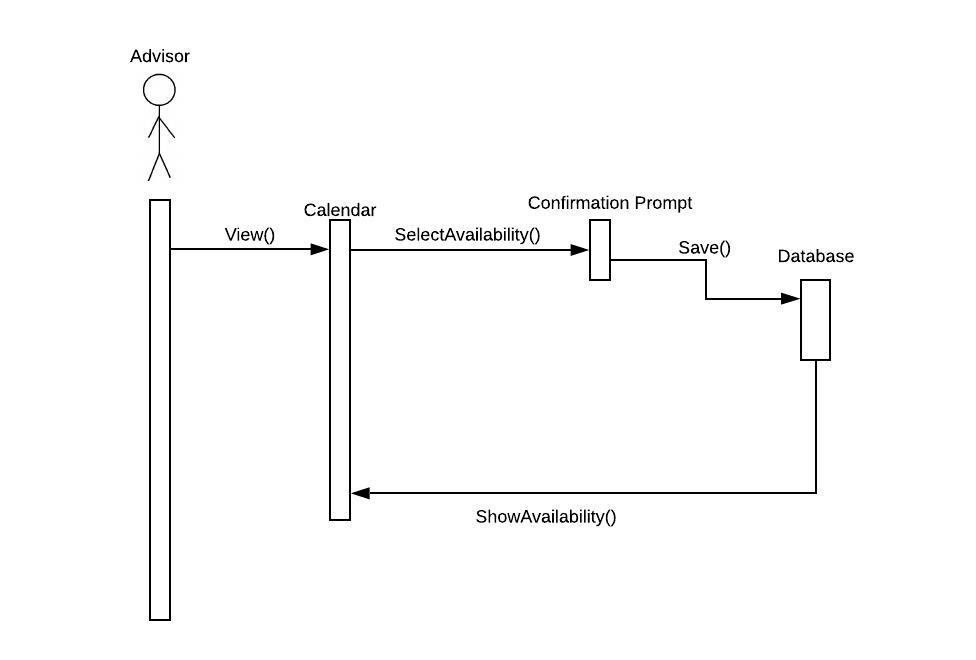 Advisor
Calendar
Confirmation Prompt
View()
SelectAvailability()
Save()
Database
ShowAvailability()